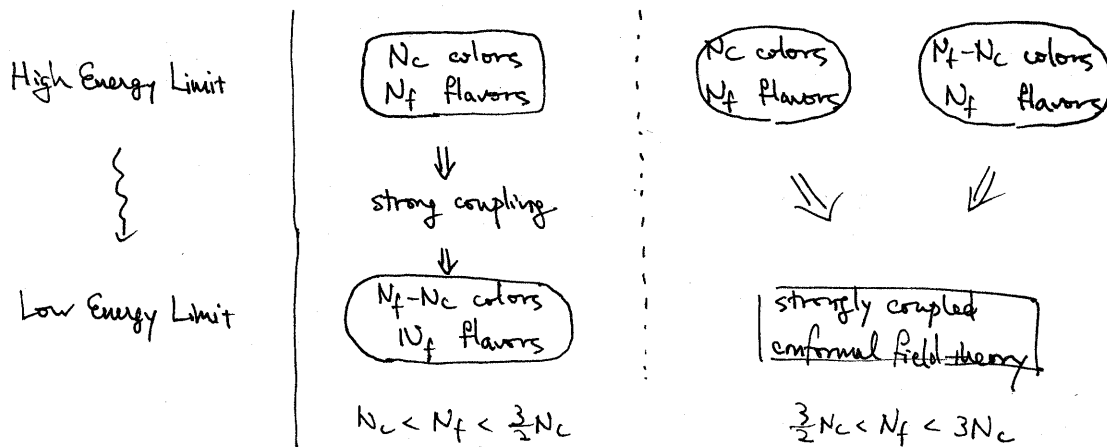 High Energy Limit
Low Energy Limit
Nc colors
Nf flavors
strong coupling
Nf-Nc colors
Nf flavors
Nc < Nf < 3/2 Nc
Nc colors
Nf flavors
Nf-Nc colors
Nf flavors
strongly coupled
conformal field theory
3/2 Nc < Nf < 3Nc